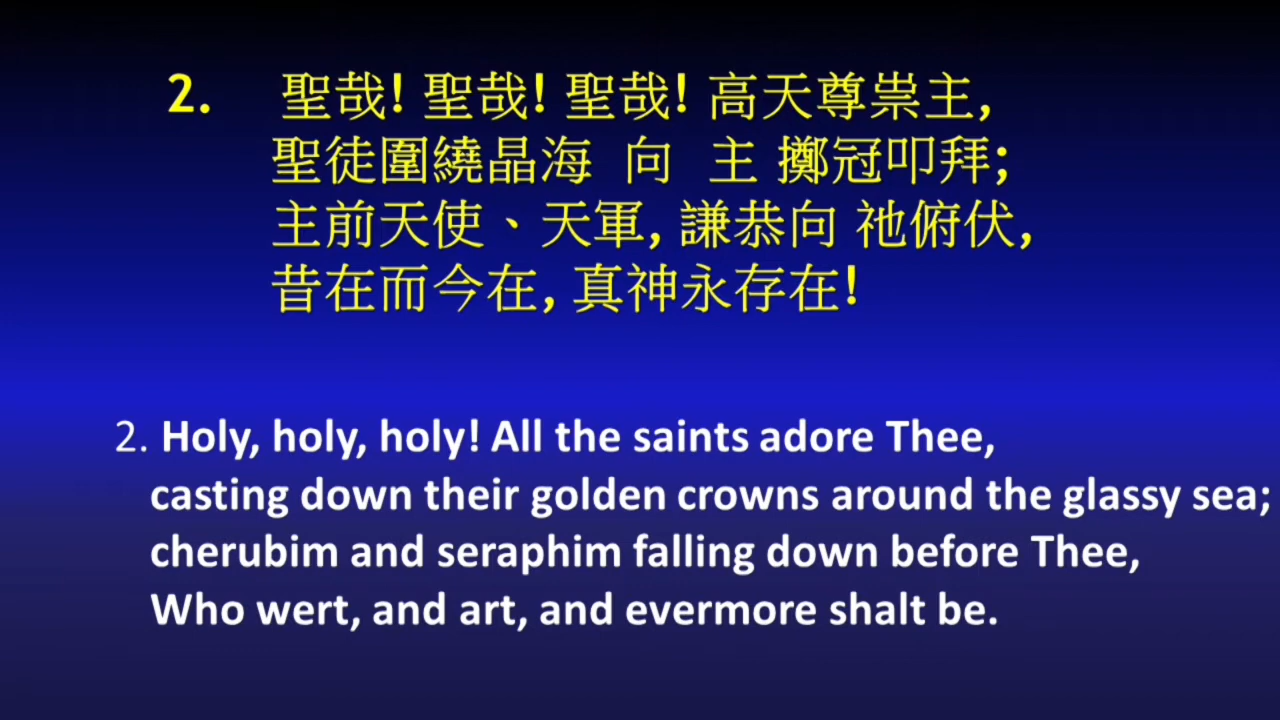 2. 聖哉! 聖哉! 聖哉! 高天尊祟主,
聖徒圍繞晶海 向 主 擲冠叩拜;
主前天使、天軍, 謙恭向 祂俯伏,
昔在而今在, 真神永存在!
2. Holy, holy, holy! All the saints adore Thee,
casting down their golden crowns around the glassy sea;
cherubim and seraphim falling down before Thee,
Who wert, and art, and evermore shalt be.